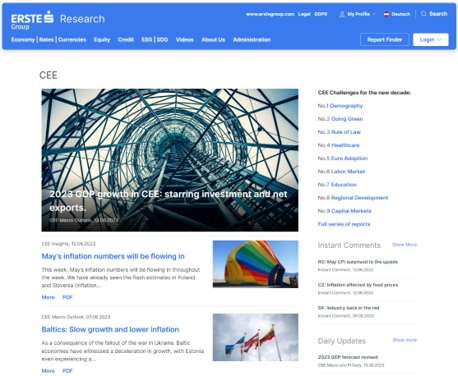 ERSTE Group Research
www.erstegroup.com Legal GDPR My Profile Deutsch Search
Economy | Rates | Currencies Equity Credit ESG | SDG Videos About Us Administration
Report Finder Login
CEE
2023 GDP growth in CEE: starring investment and net
exports.
CEE Macro Outlook, 13.06.2023
CEE Insights, 12.06.2023
May's inflation numbers will be flowing in
This week, May's inflation numbers will be flowing in throughout
the week. We have already seen the flash estimates in Poland
and Slovenia (inflation...
More PDF
CEE Macro Outlook, 07.06.2023
Baltics: Slow growth and lower inflation
As a consequence of the fallout of the war in Ukraine, Baltic
economies have witnessed a deceleration in growth, with Estonia
even experiencing a...
More PDF
CEE Challenges for the new decade:
No.1 Demography
No.2 Going Green
No.3 Rule of Law
No.4 Healthcare
No.5 Euro Adoption
No.6 Labor Market
No.7 Education
No.8 Regional Development
No.9 Capital Markets
Full series of reports
Instant Comments Show More
RO: May CPI surprised to the upside
Instant Comment, 13.06.2023
CZ: Inflation affected by food prices
Instant Comment, 12.06.2023
SK: Industry back in the red
Instant Comment, 09.06.2023
Daily Updates Show more
2023 GDP forecast revised
CEE Macro and FI Daily, 13.06.2023